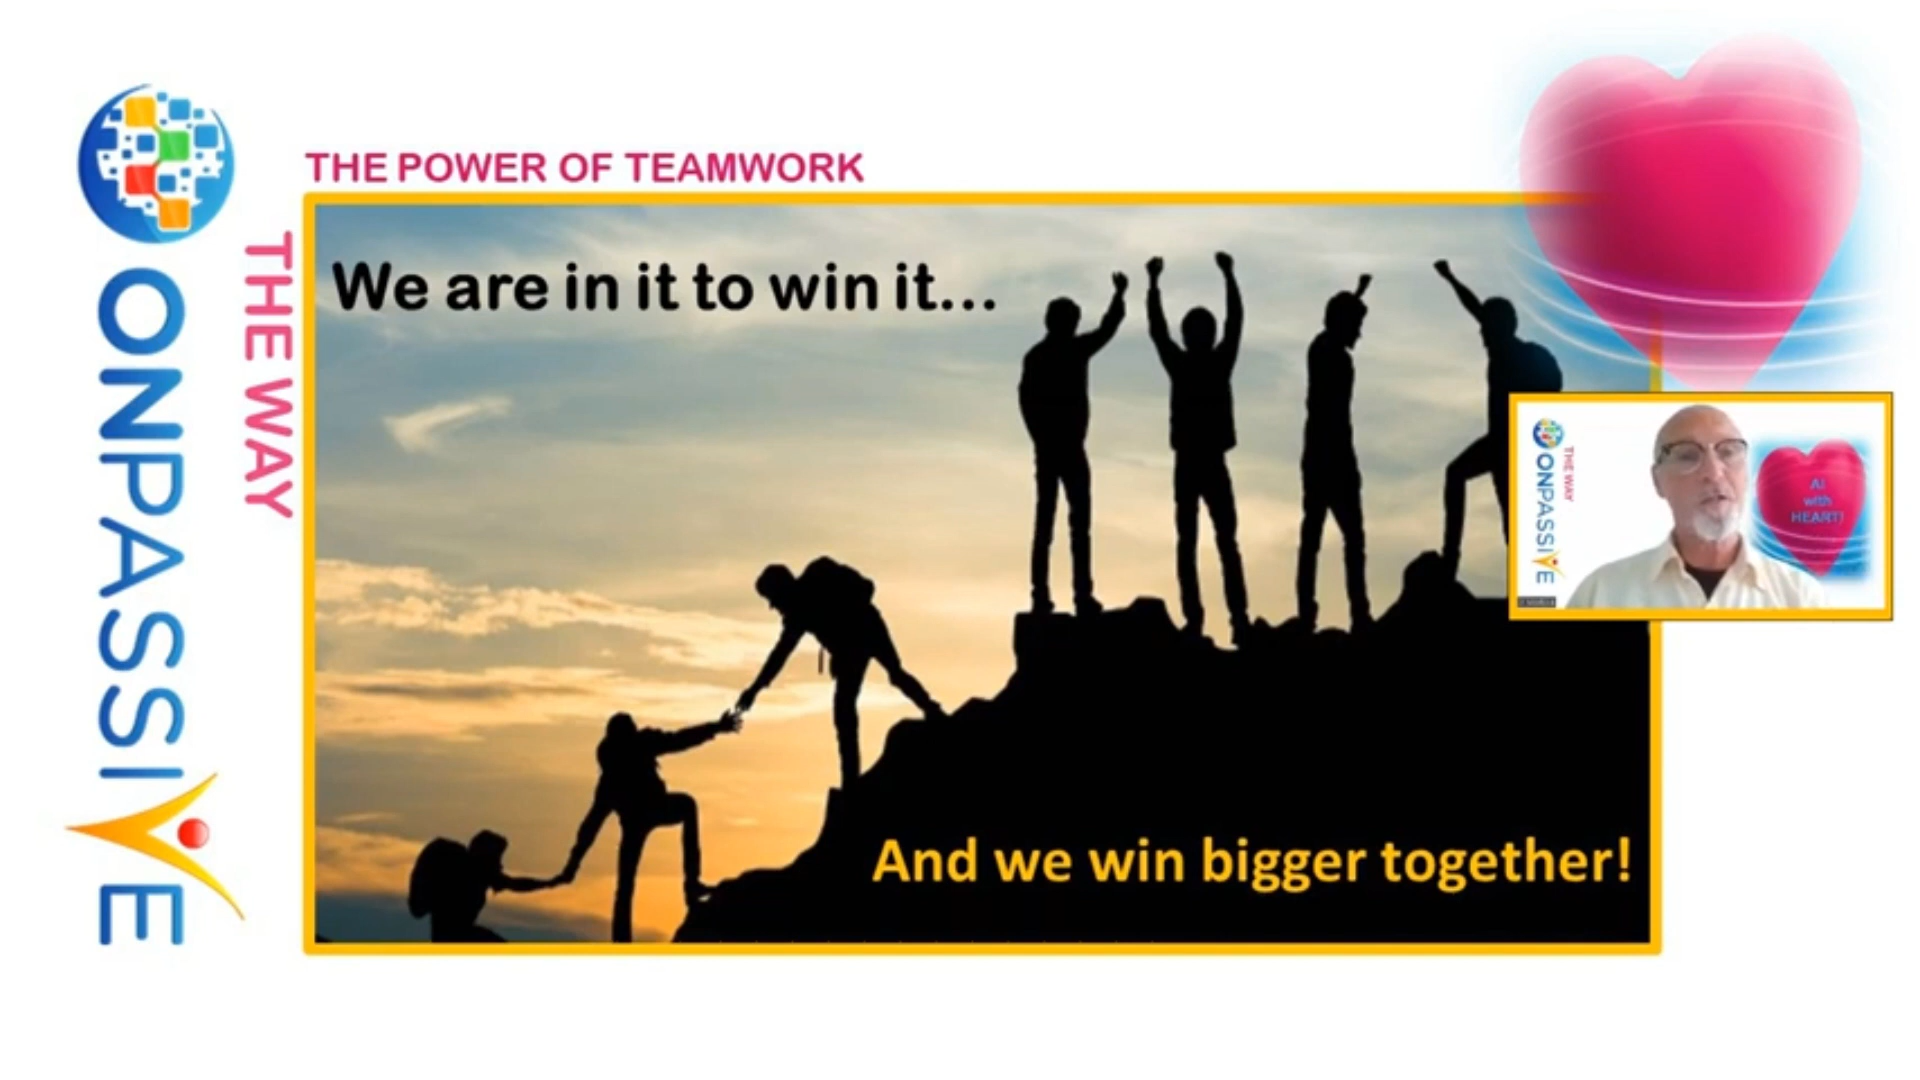 THE POWER OF TEAMWORK
ONPASSIVE
THE WAY
We are in it to win it...
And we win bigger together!
ONPASSIVE
THE WAY
AI
with
HEART!